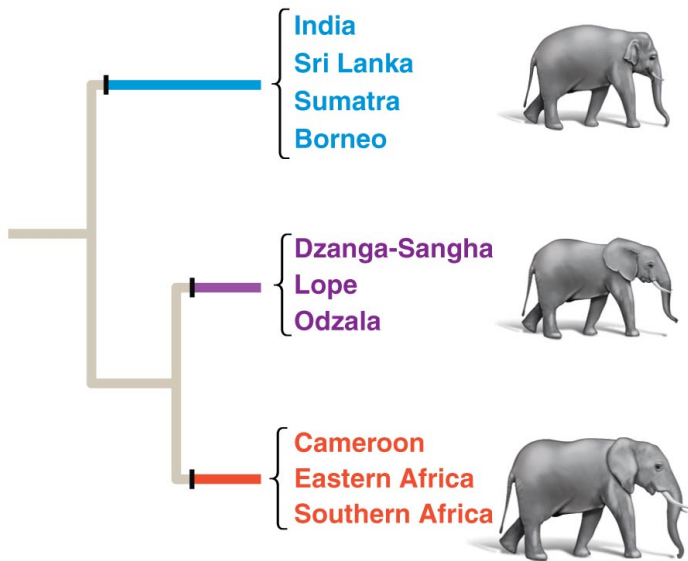 India
Sri Lanka
Sumatra
Borneo
Dzanga-Sangha
Lope
Odzala
Cameroon
Eastern Africa
Southern Africa